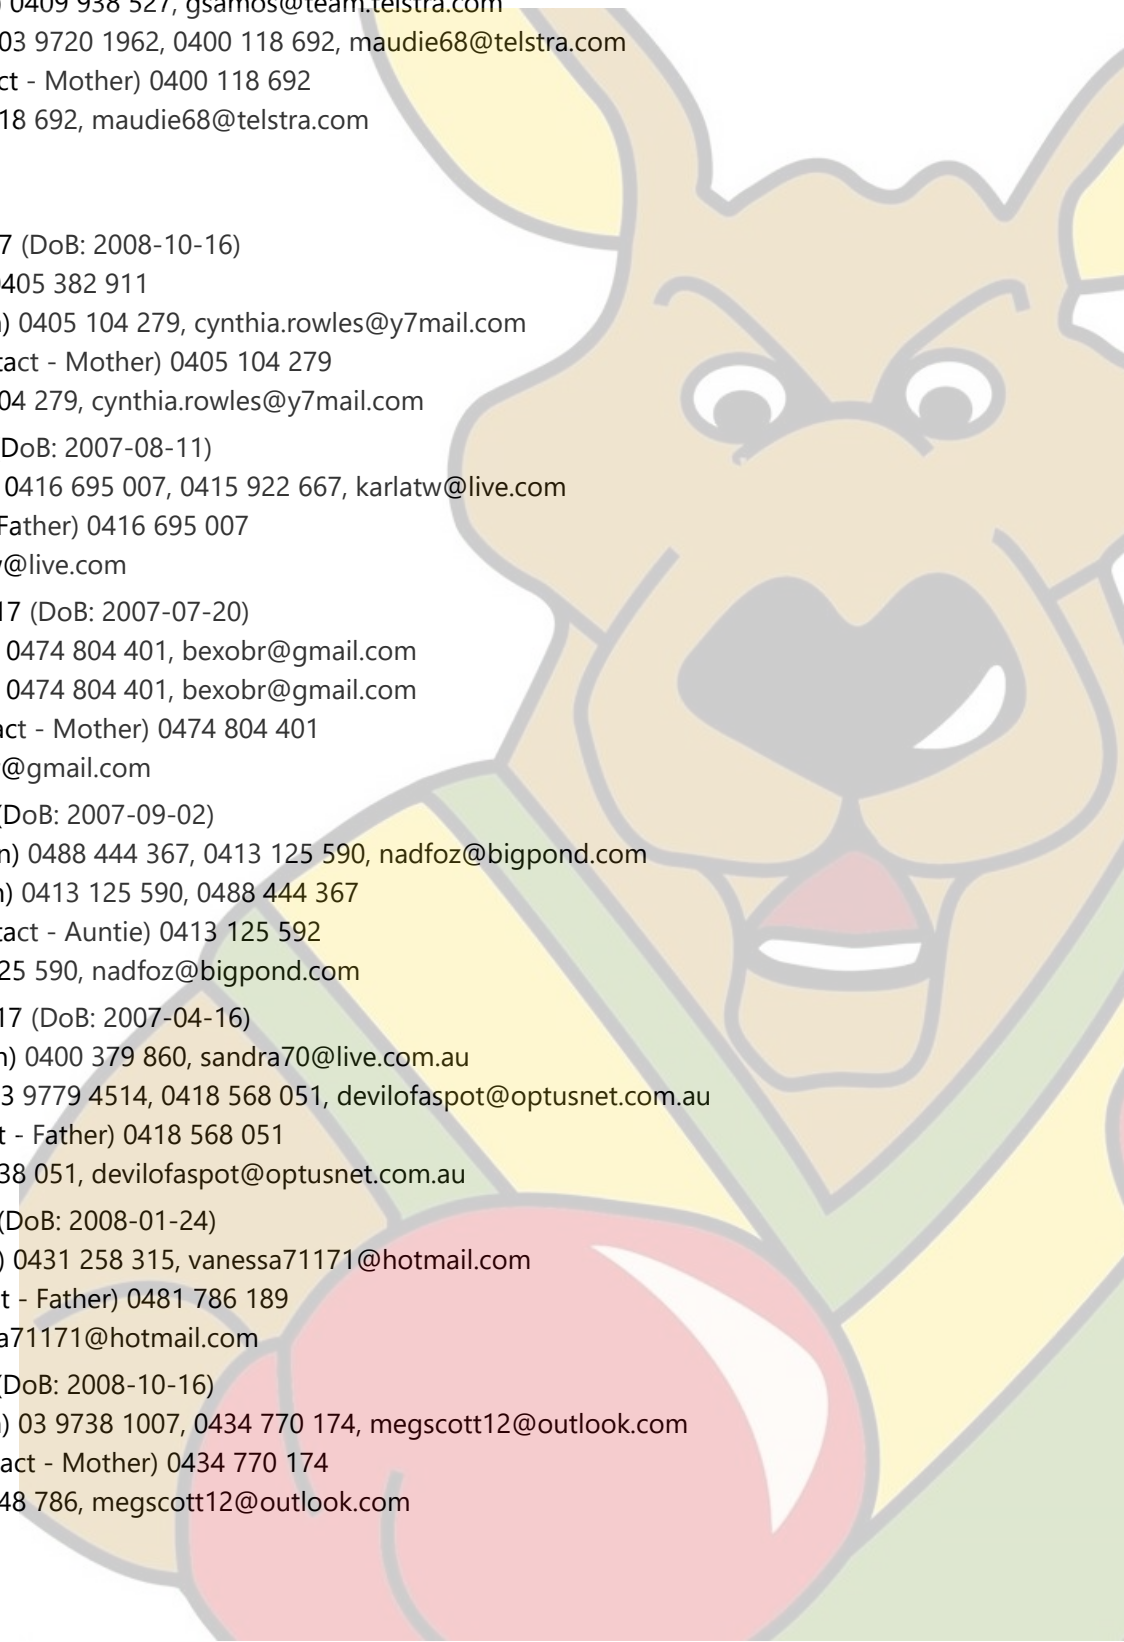 ) 0409 938 527, gsamos@team.telstra.com
03 9720 1962, 0400 118 692, maudie68@telstra.com
ct - Mother) 0400 118 692
18 692, maudie68@telstra.com
7 (DoB: 2008-10-16)
0405 382 911
) 0405 104 279, cynthia.rowles@y7mail.com
tact - Mother) 0405 104 279
04 279, cynthia.rowles@y7mail.com
DoB: 2007-08-11)
0416 695 007, 0415 922 667, karlatw@live.com
Father) 0416 695 007
@live.com
17 (DoB: 2007-07-20)
0474 804 401, bexobr@gmail.com
0474 804 401, bexobr@gmail.com
act - Mother) 0474 804 401
@gmail.com
(DoB: 2007-09-02)
n) 0488 444 367, 0413 125 590, nadfoz@bigpond.com
) 0413 125 590, 0488 444 367
tact - Auntie) 0413 125 592
25 590, nadfoz@bigpond.com
17 (DoB: 2007-04-16)
n) 0400 379 860, sandra70@live.com.au
3 9779 4514, 0418 568 051, devilofaspot@optusnet.com.au
t - Father) 0418 568 051
38 051, devilofaspot@optusnet.com.au
(DoB: 2008-01-24)
) 0431 258 315, vanessa71171@hotmail.com
t - Father) 0481 786 189
a71171@hotmail.com
(DoB: 2008-10-16)
) 03 9738 1007, 0434 770 174, megscott12@outlook.com
act - Mother) 0434 770 174
48 786, megscott12@outlook.com